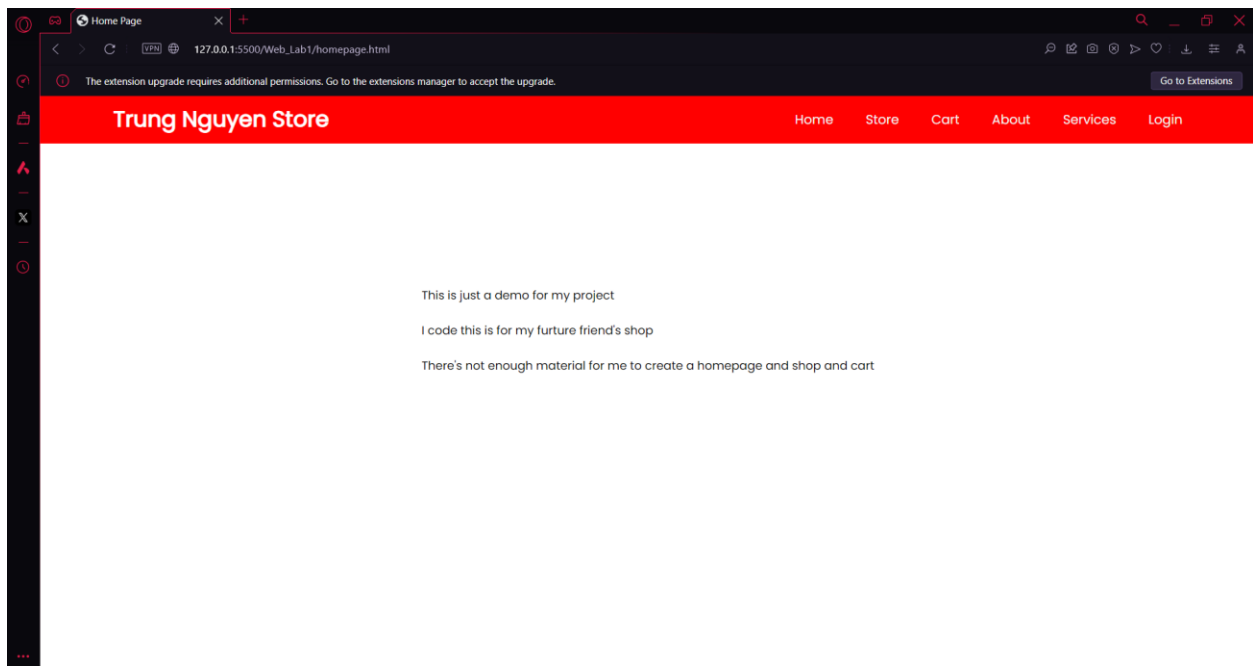 Home Page
VPN
127.0.0.1:5500/Web_Lab1/homepage.html
The extension upgrade requires additional permissions. Go to the extensions manager to accept the upgrade.
Go to Extensions
Trung Nguyen Store
Home Store Cart About Services Login
This is just a demo for my project
I code this is for my furture friend's shop
There's not enough material for me to create a homepage and shop and cart